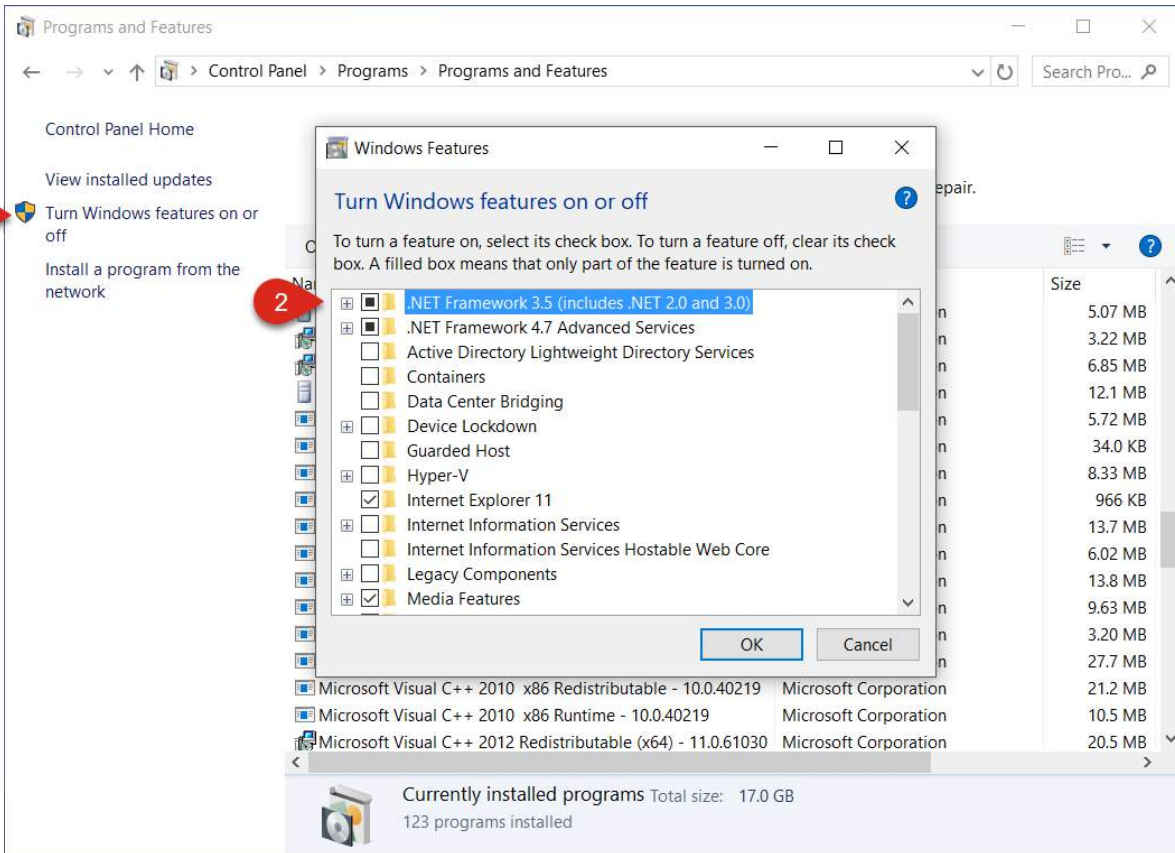 Programs and Features
Control Panel > Programs > Programs and Features
Search Pro...
Control Panel Home
View installed updates
Turn Windows features on or
off
Install a program from the
network
epair.
Windows Features
Turn Windows features on or off
To turn a feature on, select its check box. To turn a feature off, clear its check
box. A filled box means that only part of the feature is turned on.
2
.NET Framework 3.5 (includes .NET 2.0 and 3.0)
.NET Framework 4.7 Advanced Services
Active Directory Lightweight Directory Services
Containers
Data Center Bridging
Device Lockdown
Guarded Host
Hyper-V
Internet Explorer 11
Internet Information Services
Internet Information Services Hostable Web Core
Legacy Components
Media Features
OK
Cancel
Size
n 5.07 MB
n 3.22 MB
n 6.85 MB
n 12.1 MB
n 5.72 MB
n 34.0 KB
n 8.33 MB
n 966 KB
n 13.7 MB
n 6.02 MB
n 13.8 MB
n 9.63 MB
n 3.20 MB
n 27.7 MB
Microsoft Visual C++ 2010 x86 Redistributable - 10.0.40219 Microsoft Corporation 21.2 MB
Microsoft Visual C++ 2010 x86 Runtime - 10.0.40219 Microsoft Corporation 10.5 MB
Microsoft Visual C++ 2012 Redistributable (x64) - 11.0.61030 Microsoft Corporation 20.5 MB
Currently installed programs Total size: 17.0 GB
123 programs installed